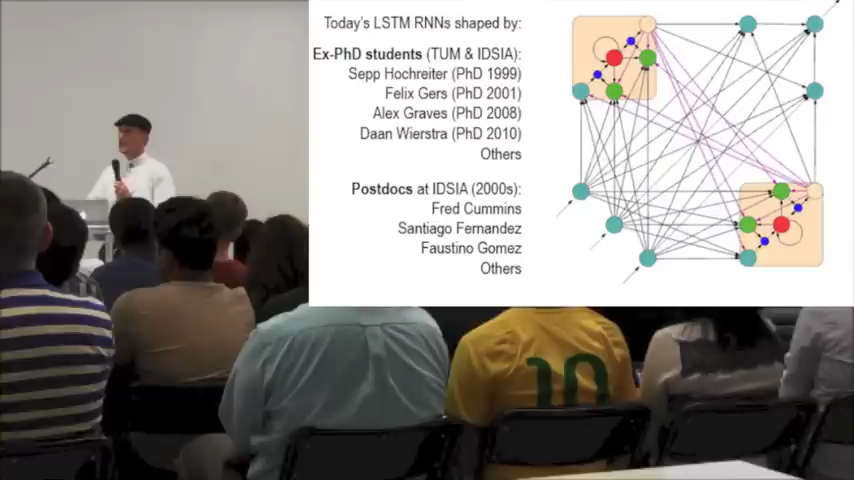 Today's LSTM RNNs shaped by:
Ex-PhD students (TUM & IDSIA):
Sepp Hochreiter (PhD 1999)
Felix Gers (PhD 2001)
Alex Graves (PhD 2008)
Daan Wierstra (PhD 2010)
Others
Postdocs at IDSIA (2000s):
Fred Cummins
Santiago Fernandez
Faustino Gomez
Others
10